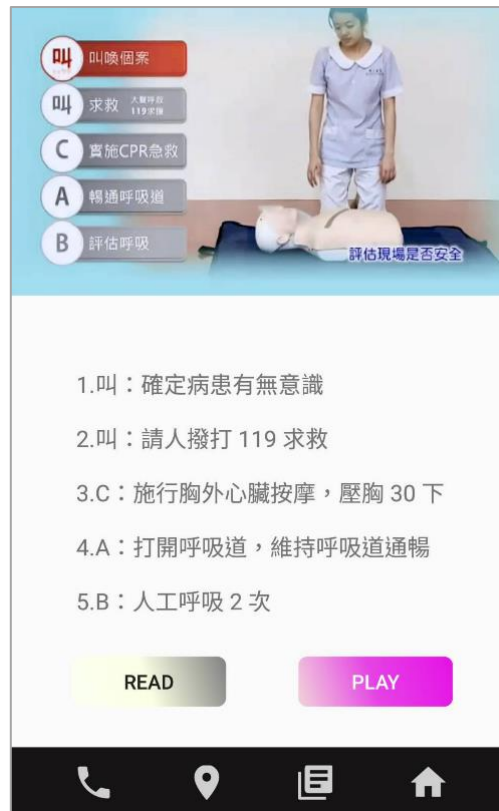 叫 叫喚個案
叫 求救 大聲呼救
119求援
C 實施CPR急救
A 暢通呼吸道
B 評估呼吸
評估現場是否安全
1.叫：確定病患有無意識
2.叫：請人撥打 119 求救
3.C：施行胸外心臟按摩，壓胸 30 下
4.A：打開呼吸道，維持呼吸道通暢
5.B：人工呼吸 2 次
READ
PLAY